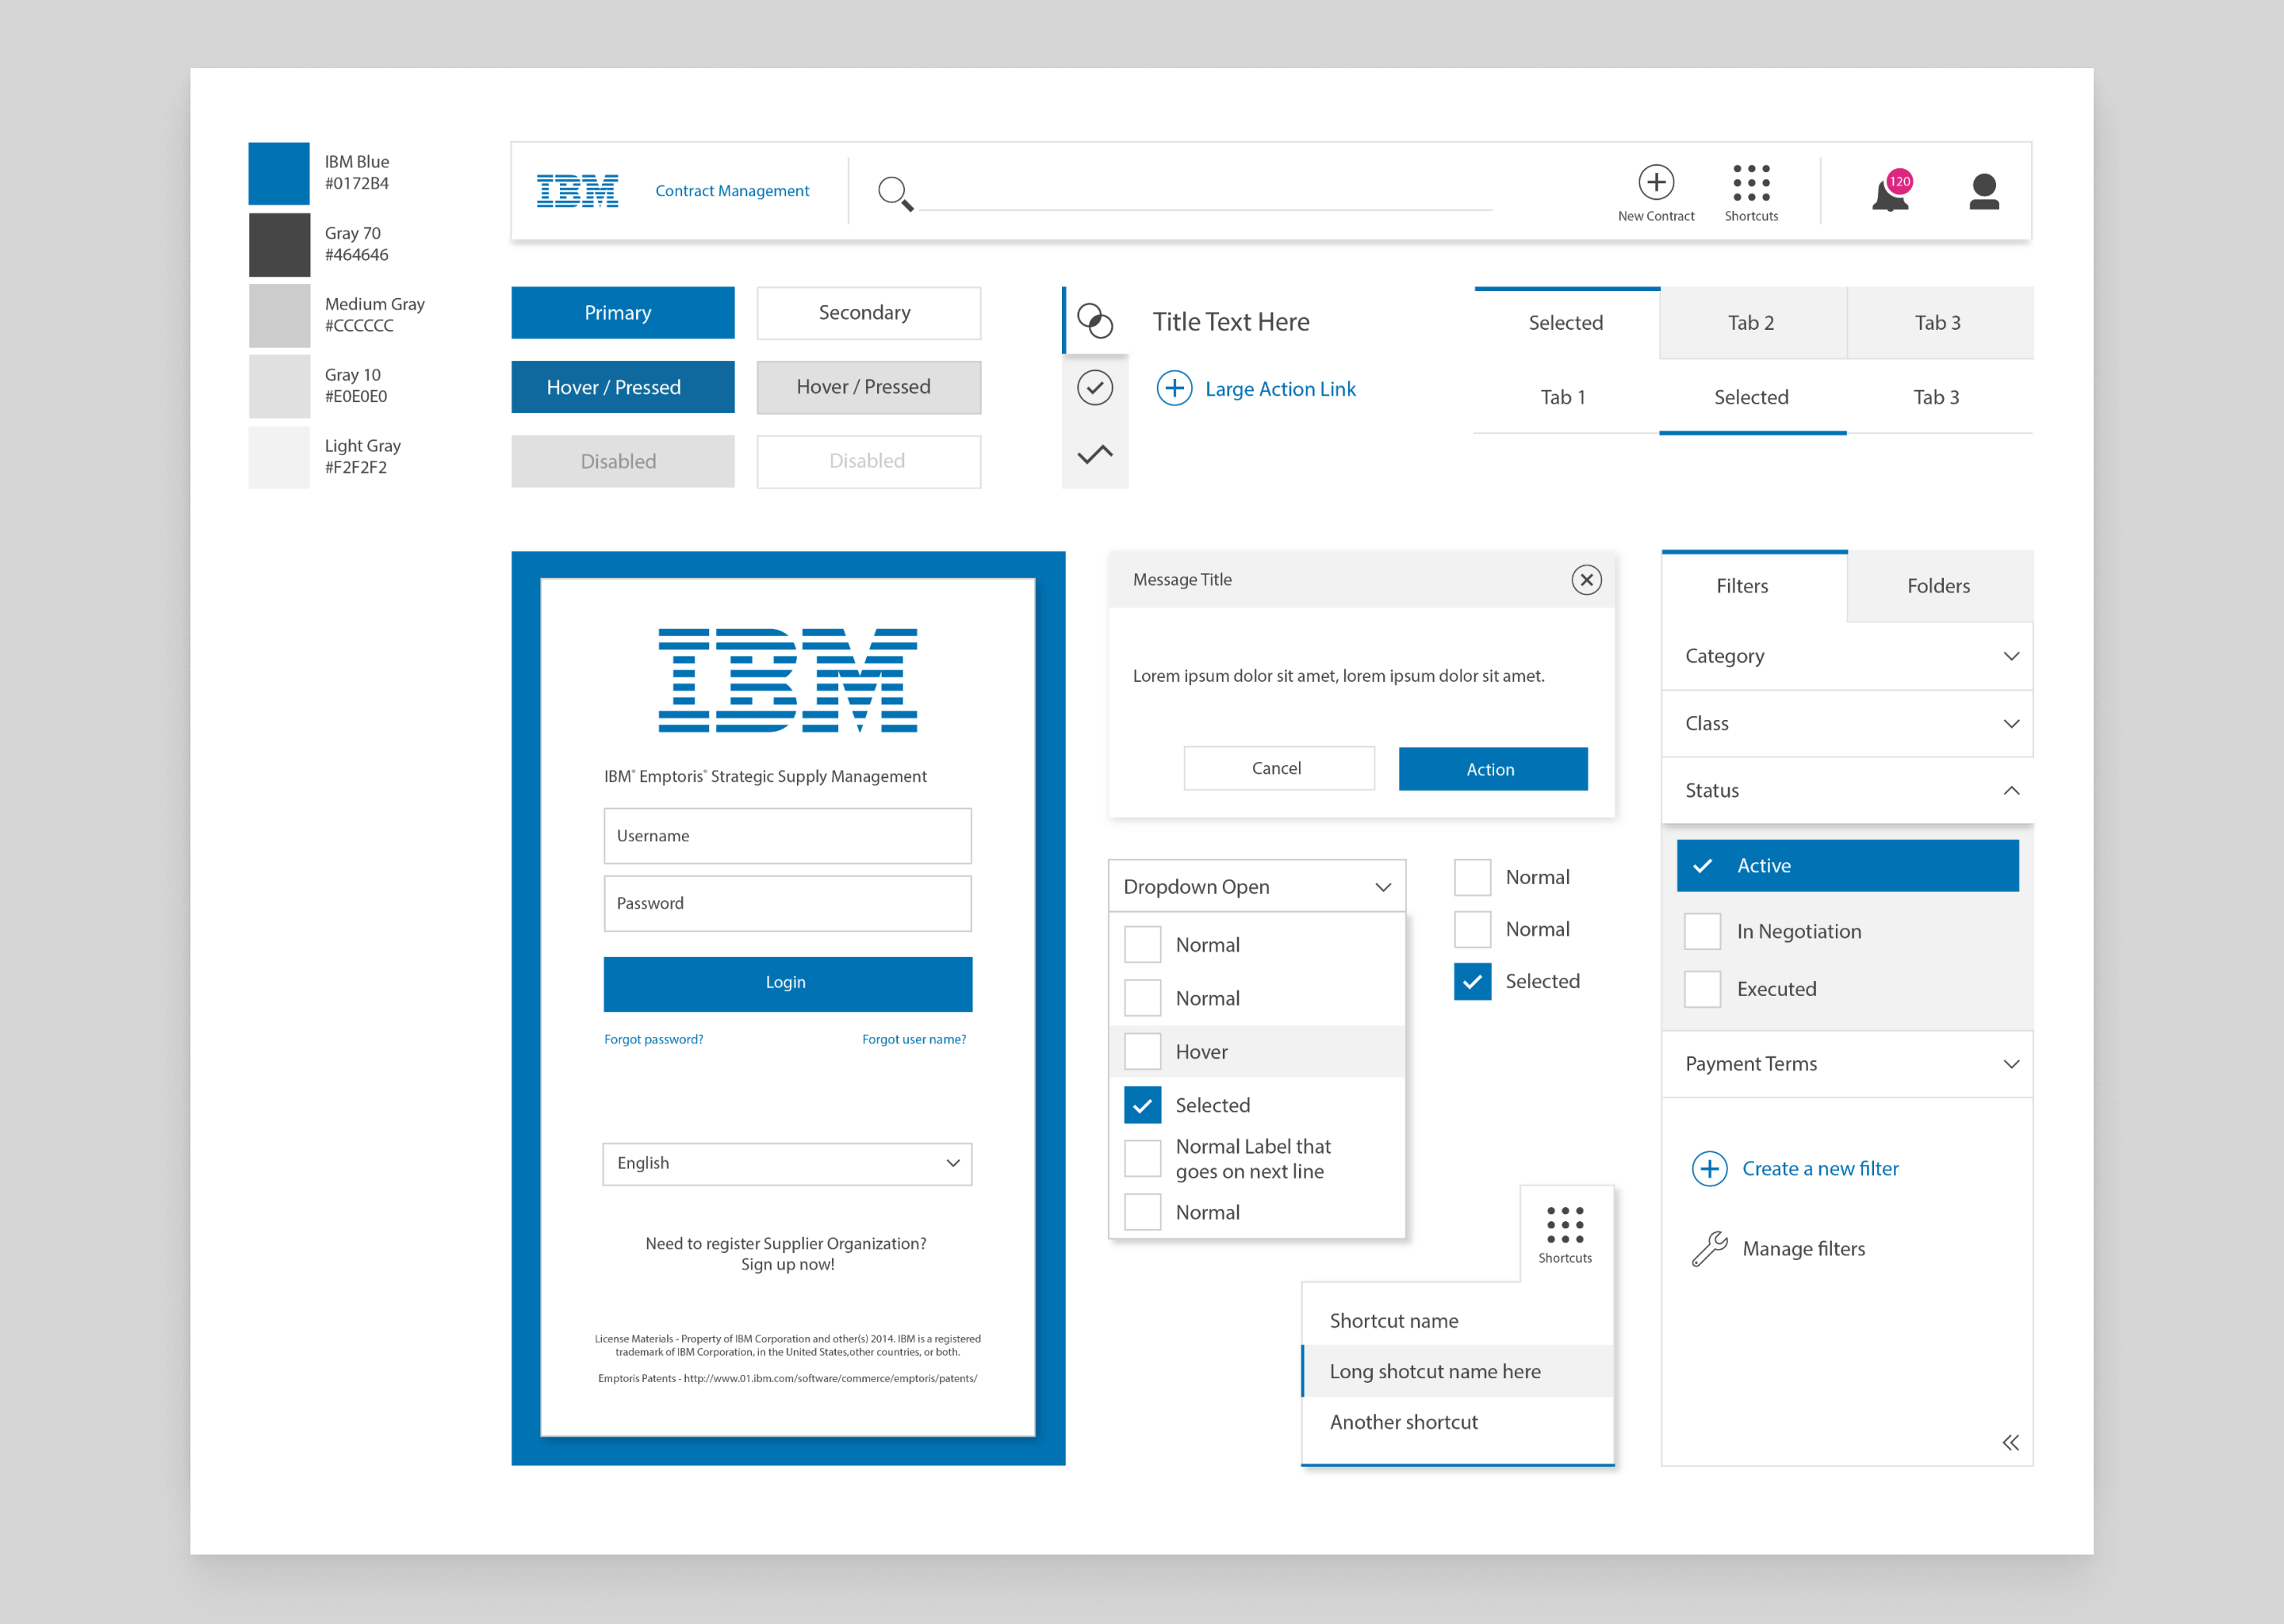 IBM Blue
#0172B4
Gray 70
#464646
Medium Gray
#CCCCCC
Gray 10
#E0E0E0
Light Gray
#F2F2F2
IBM
Contract Management
New Contract
Shortcuts
120
Primary
Secondary
Hover / Pressed
Hover / Pressed
Disabled
Disabled
Title Text Here
Large Action Link
Selected
Tab 2
Tab 3
Tab 1
Selected
Tab 3
IBM
IBM® Emptoris® Strategic Supply Management
Username
Password
Login
Forgot password?
Forgot user name?
English
Need to register Supplier Organization?
Sign up now!
License Materials - Property of IBM Corporation and other(s) 2014. IBM is a registered
trademark of IBM Corporation, in the United States,other countries, or both.
Emptoris Patents - http://www.01.ibm.com/software/commerce/emptoris/patents/
Message Title
Lorem ipsum dolor sit amet, lorem ipsum dolor sit amet.
Cancel
Action
Dropdown Open
Normal
Normal
Hover
Selected
Normal Label that
goes on next line
Normal
Normal
Normal
Selected
Shortcuts
Shortcut name
Long shotcut name here
Another shortcut
Filters
Folders
Category
Class
Status
Active
In Negotiation
Executed
Payment Terms
Create a new filter
Manage filters